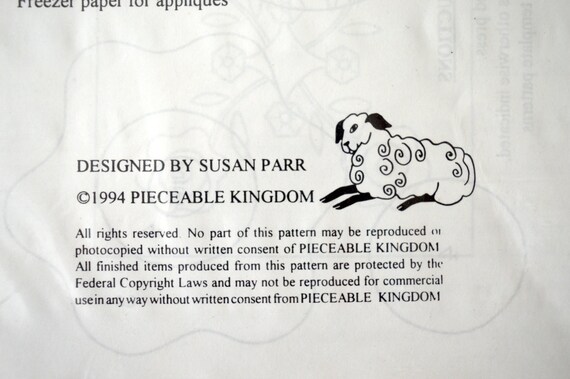 Freezer paper for appliques
DESIGNED BY SUSAN PARR
©1994 PIECEABLE KINGDOM
All rights reserved. No part of this pattern may be reproduced or
photocopied without written consent of PIECEABLE KINGDOM
All finished items produced from this pattern are protected by the
Federal Copyright Laws and may not be reproduced for commercial
use in any way without written consent from PIECEABLE KINGDOM